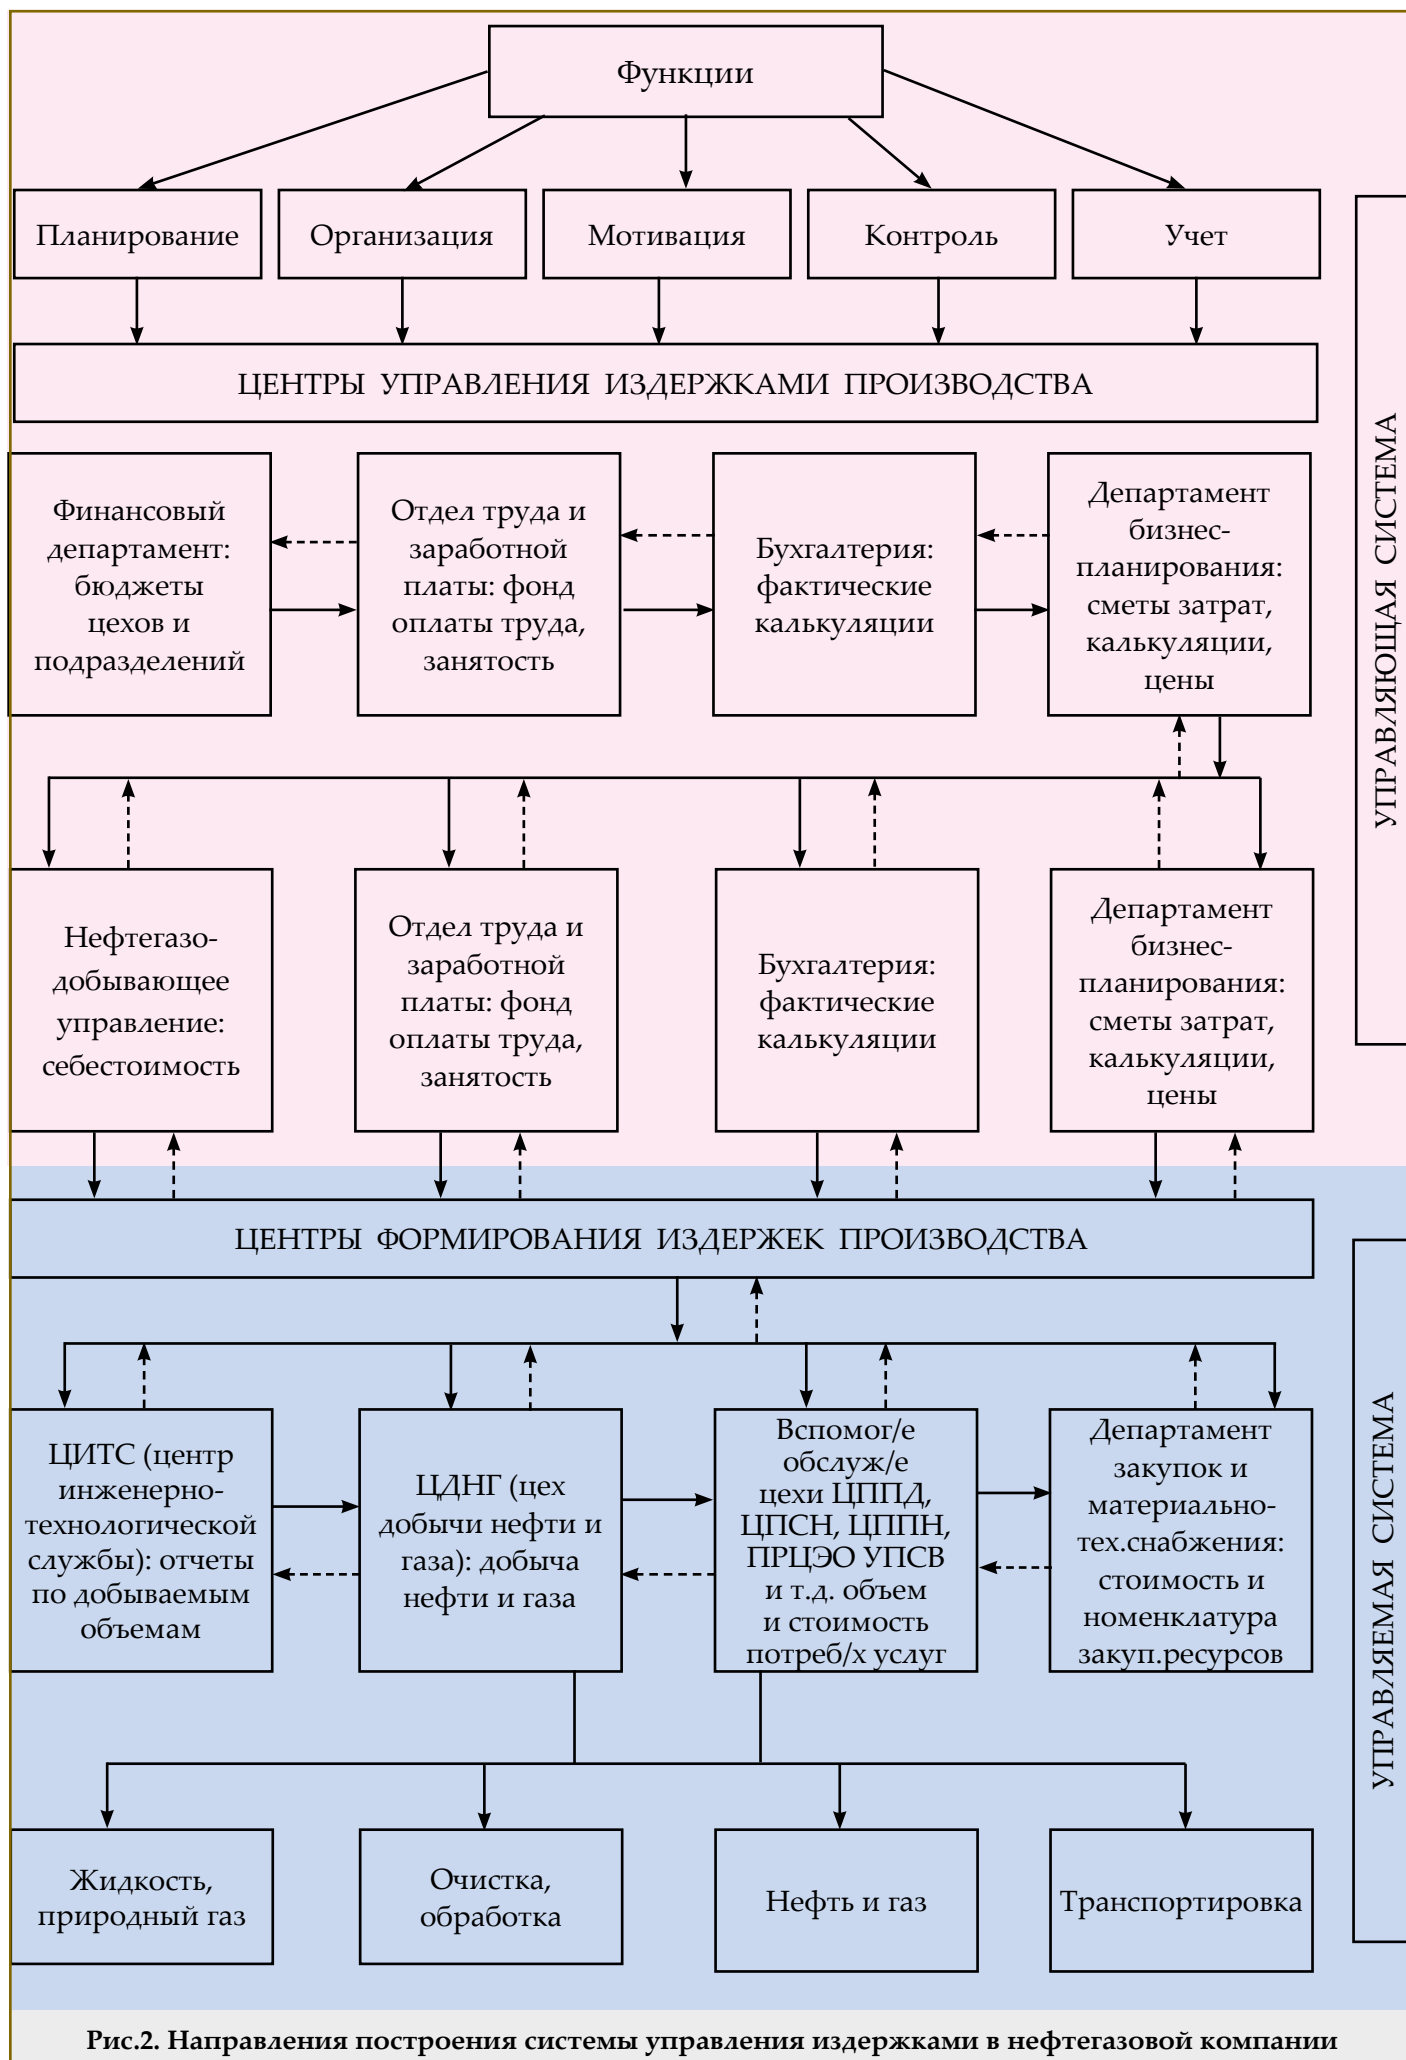 Функции
Планирование
Организация
Мотивация
Контроль
Учет
ЦЕНТРЫ УПРАВЛЕНИЯ ИЗДЕРЖКАМИ ПРОИЗВОДСТВА
Финансовый
департамент:
бюджеты
цехов и
подразделений
Отдел труда и
заработной
платы: фонд
оплаты труда,
занятость
Бухгалтерия:
фактические
калькуляции
Департамент
бизнес-
планирования:
сметы затрат,
калькуляции,
цены
УПРАВЛЯЮЩАЯ СИСТЕМА
Нефтегазо-
добывающее
управление:
себестоимость
Отдел труда и
заработной
платы: фонд
оплаты труда,
занятость
Бухгалтерия:
фактические
калькуляции
Департамент
бизнес-
планирования:
сметы затрат,
калькуляции,
цены
ЦЕНТРЫ ФОРМИРОВАНИЯ ИЗДЕРЖЕК ПРОИЗВОДСТВА
ЦИТС (центр
инженерно-
технологической
службы): отчеты
по добываемым
объемам
ЦДНГ (цех
добычи нефти и
газа): добыча
нефти и газа
Вспомог/е
обслуж/е
цехи ЦППД,
ЦПСН, ЦППН,
ПРЦЭО УПСВ
и т.д. объем
и стоимость
потреб/х услуг
Департамент
закупок и
материально-
тех.снабжения:
стоимость и
номенклатура
закуп.ресурсов
УПРАВЛЯЕМАЯ СИСТЕМА
Жидкость,
природный газ
Очистка,
обработка
Нефть и газ
Транспортировка
Рис.2. Направления построения системы управления издержками в нефтегазовой компании